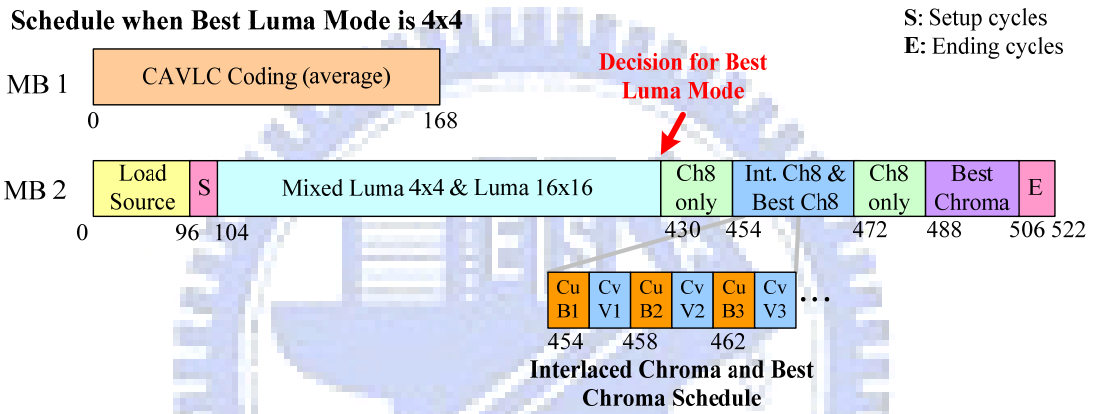 Schedule when Best Luma Mode is 4x4
S: Setup cycles
E: Ending cycles
MB 1
CAVLC Coding (average)
0
168
Decision for Best
Luma Mode
MB 2
Load
Source
S
Mixed Luma 4x4 & Luma 16x16
Ch8
only
Int. Ch8 &
Best Ch8
Ch8
only
Best
Chroma
E
0
96
104
430
454
472
488
506
522
Cu
B1
Cv
V1
Cu
B2
Cv
V2
Cu
B3
Cv
V3
...
454
458
462
Interlaced Chroma and Best
Chroma Schedule